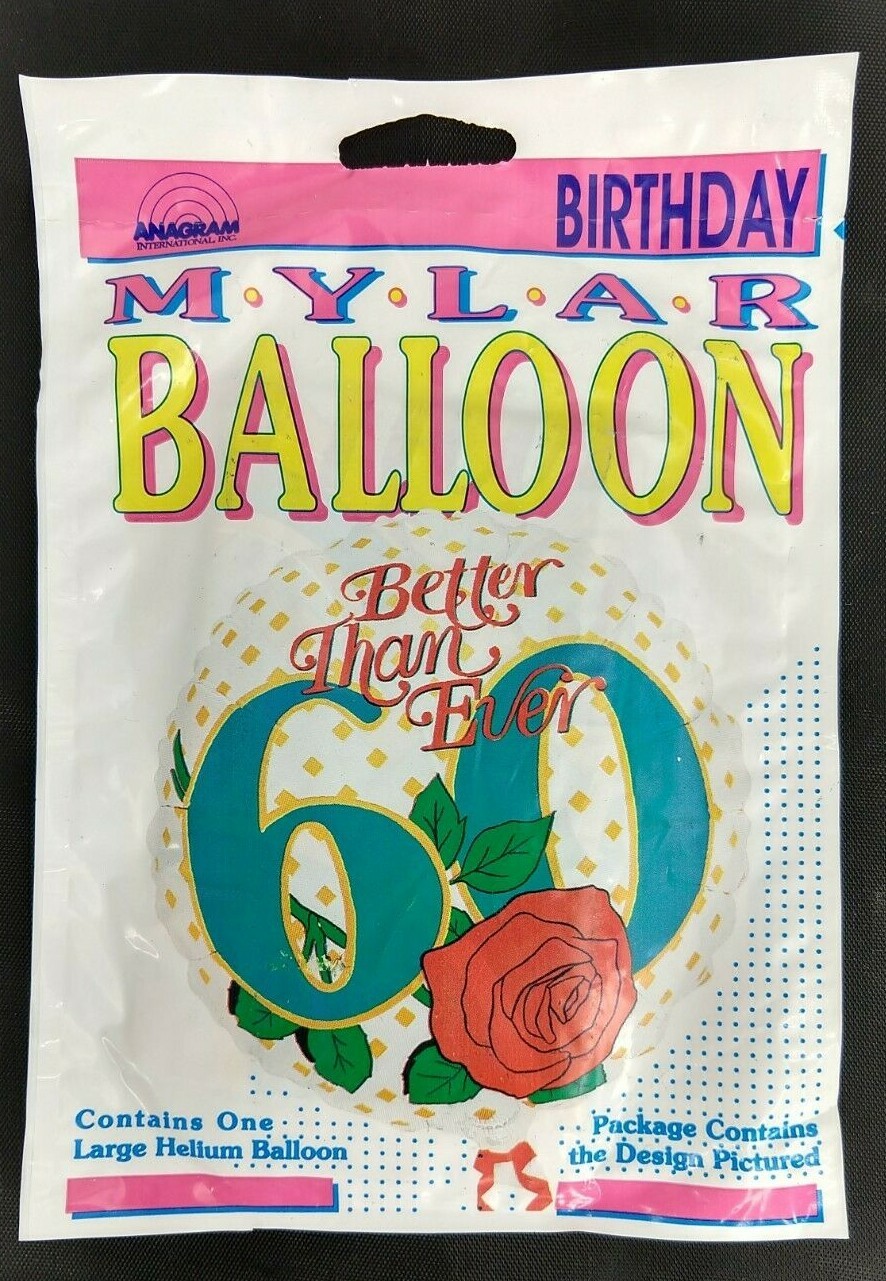 ANAGRAM
INTERNATIONAL INC.
BIRTHDAY
M·Y·L·A·R
BALLOON
Better
Than
Ever
60
Contains One
Large Helium Balloon
Package Contains
the Design Pictured